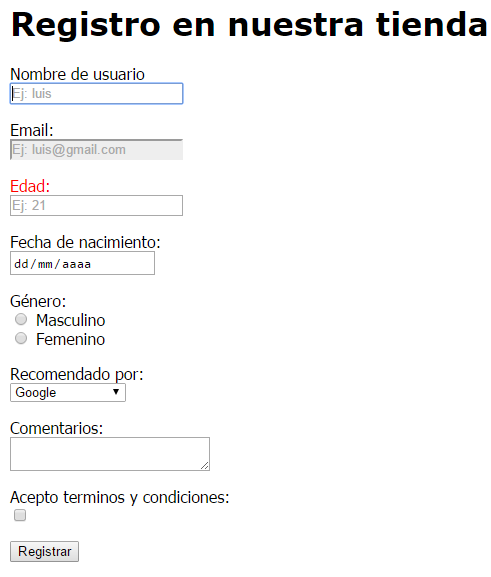 Registro en nuestra tienda
Nombre de usuario
Ej: luis
Email:
Ej: luis@gmail.com
Edad:
Ej: 21
Fecha de nacimiento:
dd/mm/aaaa
Género:
Masculino
Femenino
Recomendado por:
Google
Comentarios:
Acepto terminos y condiciones:
Registrar